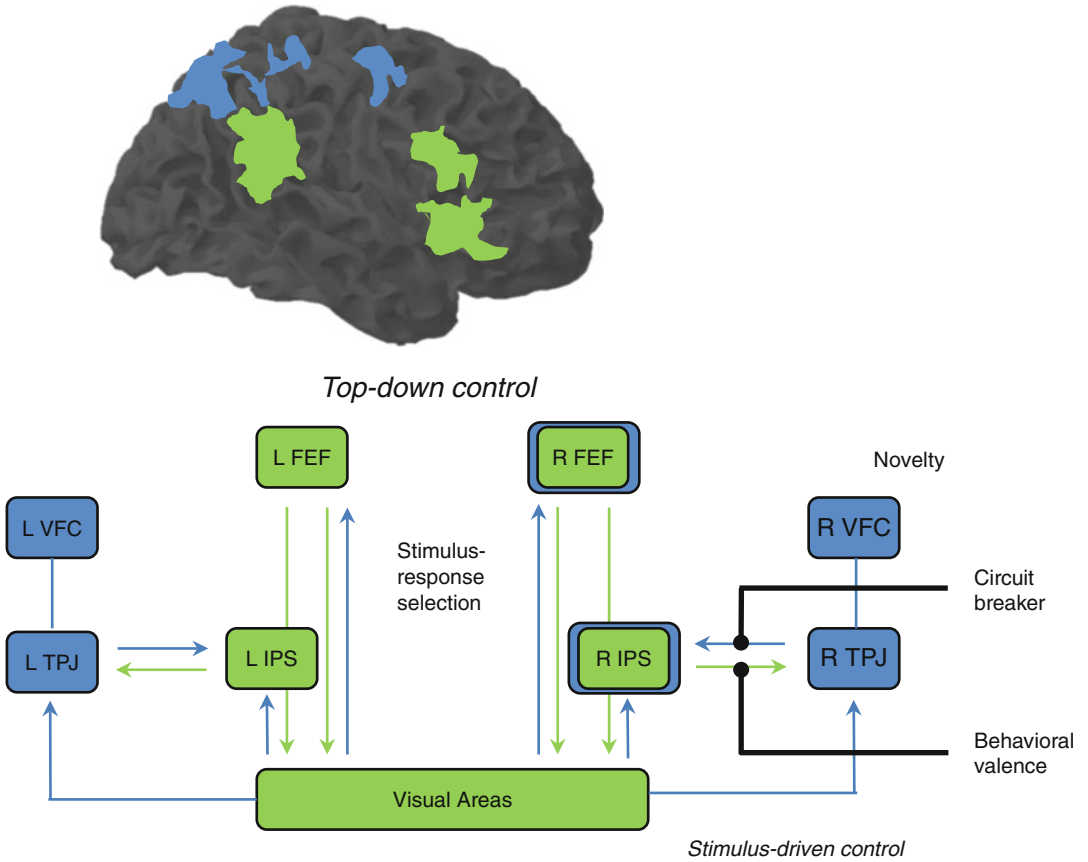 Top-down control
L FEF
R FEF
Novelty
L VFC
R VFC
Stimulus-
response
selection
Circuit
breaker
L TPJ
L IPS
R IPS
R TPJ
Behavioral
valence
Visual Areas
Stimulus-driven control